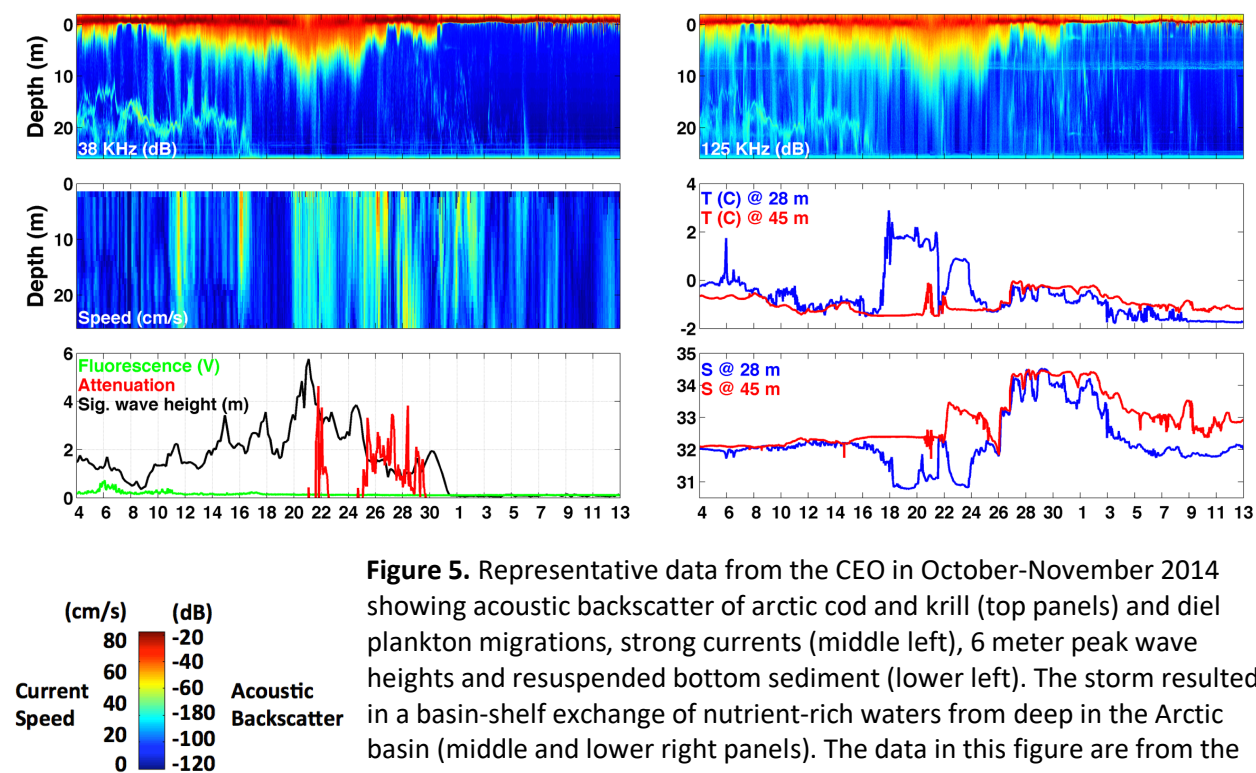 0
10
20
Depth (m)
38 KHz (dB)
0
10
20
Depth (m)
125 KHz (dB)
0
10
20
Depth (m)
Speed (cm/s)
4
2
0
-2
T (C) @ 28 m
T (C) @ 45 m
6
4
2
0
Fluorescence (V)
Attenuation
Sig. wave height (m)
4 6 8 10 12 14 16 18 20 22 24 26 28 30 1 3 5 7 9 11 13
35
34
33
32
31
S @ 28 m
S @ 45 m
4 6 8 10 12 14 16 18 20 22 24 26 28 30 1 3 5 7 9 11 13
Figure 5. Representative data from the CEO in October-November 2014
showing acoustic backscatter of arctic cod and krill (top panels) and diel
plankton migrations, strong currents (middle left), 6 meter peak wave
heights and resuspended bottom sediment (lower left). The storm resulted
in a basin-shelf exchange of nutrient-rich waters from deep in the Arctic
basin (middle and lower right panels). The data in this figure are from the
(cm/s) (dB)
80 -20
60 -40
-60
40 -180
20 -100
0 -120
Current
Speed
Acoustic
Backscatter